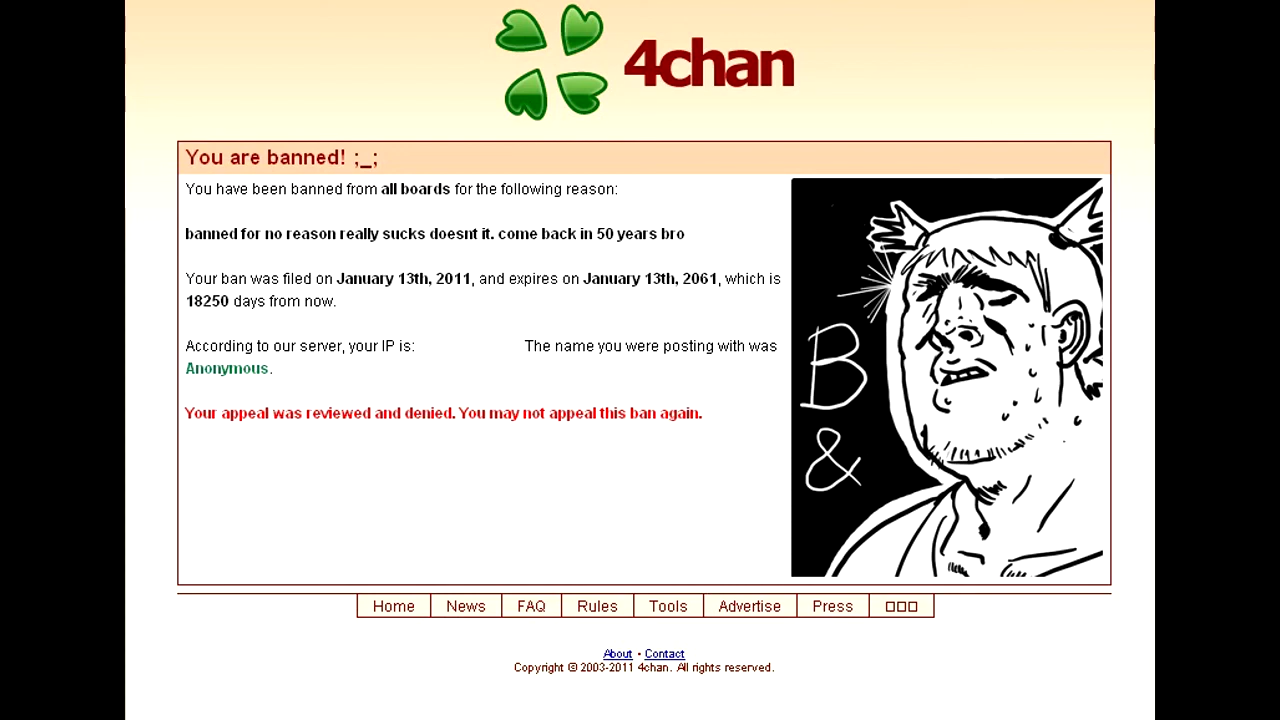 4chan
You are banned! ;_;
You have been banned from all boards for the following reason:
banned for no reason really sucks doesnt it. come back in 50 years bro
Your ban was filed on January 13th, 2011, and expires on January 13th, 2061, which is
18250 days from now.
According to our server, your IP is: The name you were posting with was
Anonymous.
Your appeal was reviewed and denied. You may not appeal this ban again.
B
&
Home News FAQ Rules Tools Advertise Press □□□
About • Contact
Copyright © 2003-2011 4chan. All rights reserved.